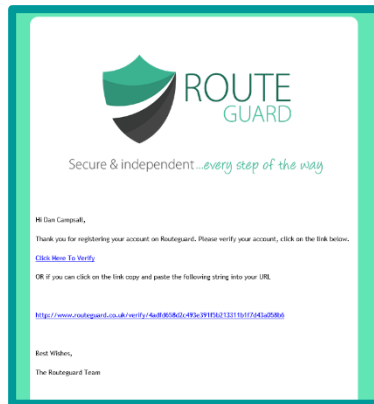 ROUTE
GUARD
Secure & independent...every step of the way
Hi Dan Campsall,
Thank you for registering your account on Routeguard. Please verify your account, click on the link below.
Click Here To Verify
OR if you can click on the link copy and paste the following string into your URL
http://www.routeguard.co.uk/verify/4adfd658d2c493e391f5b213311b1f7d43a058b6
Best Wishes,
The Routeguard Team